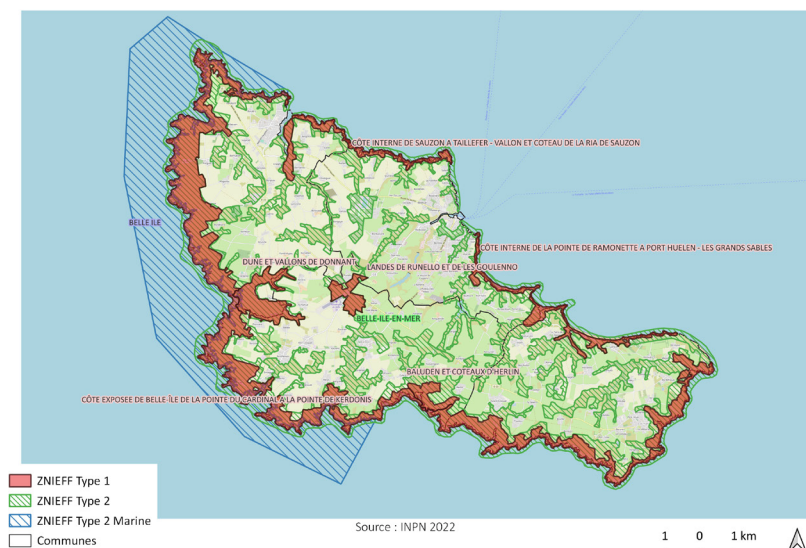 CÔTE INTERNE DE SAUZON A TAILLEFER - VALLON ET COTEAU DE LA RIA DE SAUZON
BELLE ILE
CÔTE INTERNE DE LA POINTE DE RAMONETTE A PORT HUELEN - LES GRANDS SABLES
DUNE ET VALLONS DE DONNANT
LANDES DE RUNELLO ET DE LES GOULENNO
BELLE-ILE-EN-MER
BALUDEN ET COTEAUX D'HERLIN
CÔTE EXPOSEE DE BELLE-ÎLE DE LA POINTE DU CARDINAL A LA POINTE DE KERDONIS
ZNIEFF Type 1
ZNIEFF Type 2
ZNIEFF Type 2 Marine
Communes
Source : INPN 2022
1 0 1 km